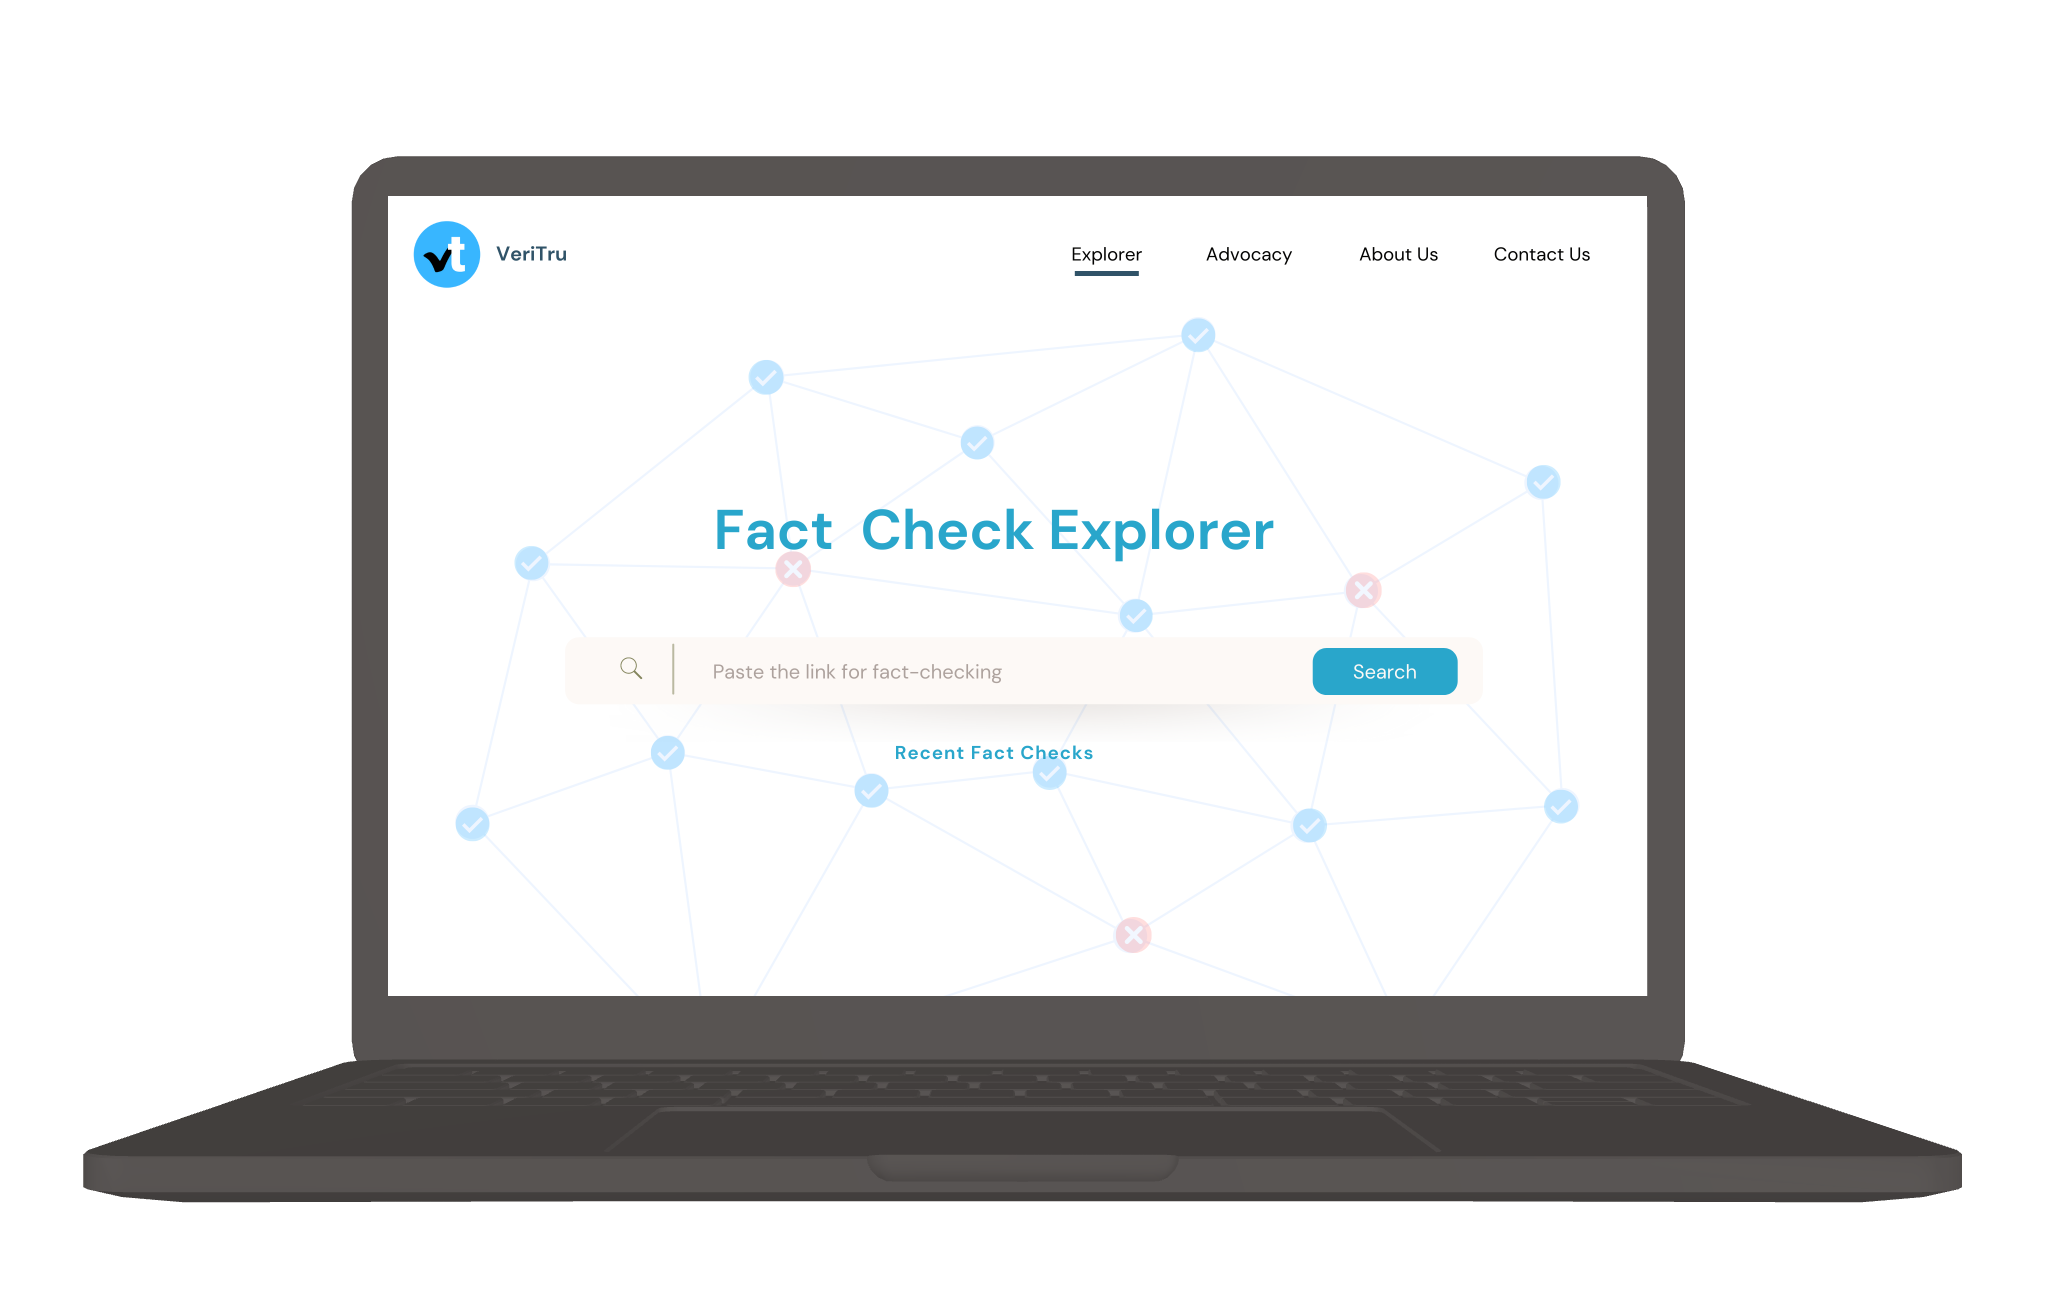 vt VeriTru Explorer Advocacy About Us Contact Us
Fact Check Explorer
Paste the link for fact-checking Search
Recent Fact Checks